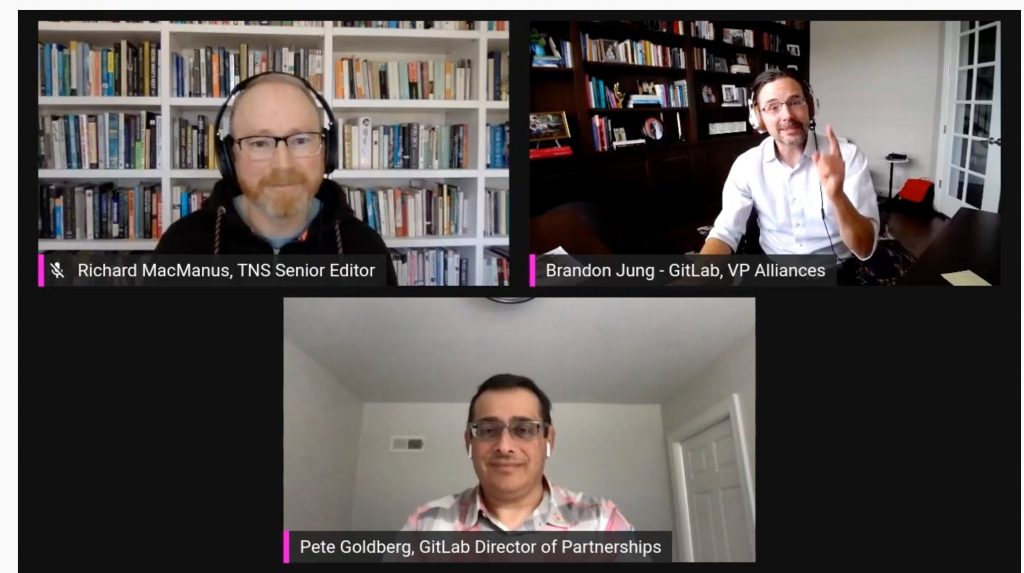 Richard MacManus, TNS Senior Editor
Brandon Jung - GitLab, VP Alliances
Pete Goldberg, GitLab Director of Partnerships